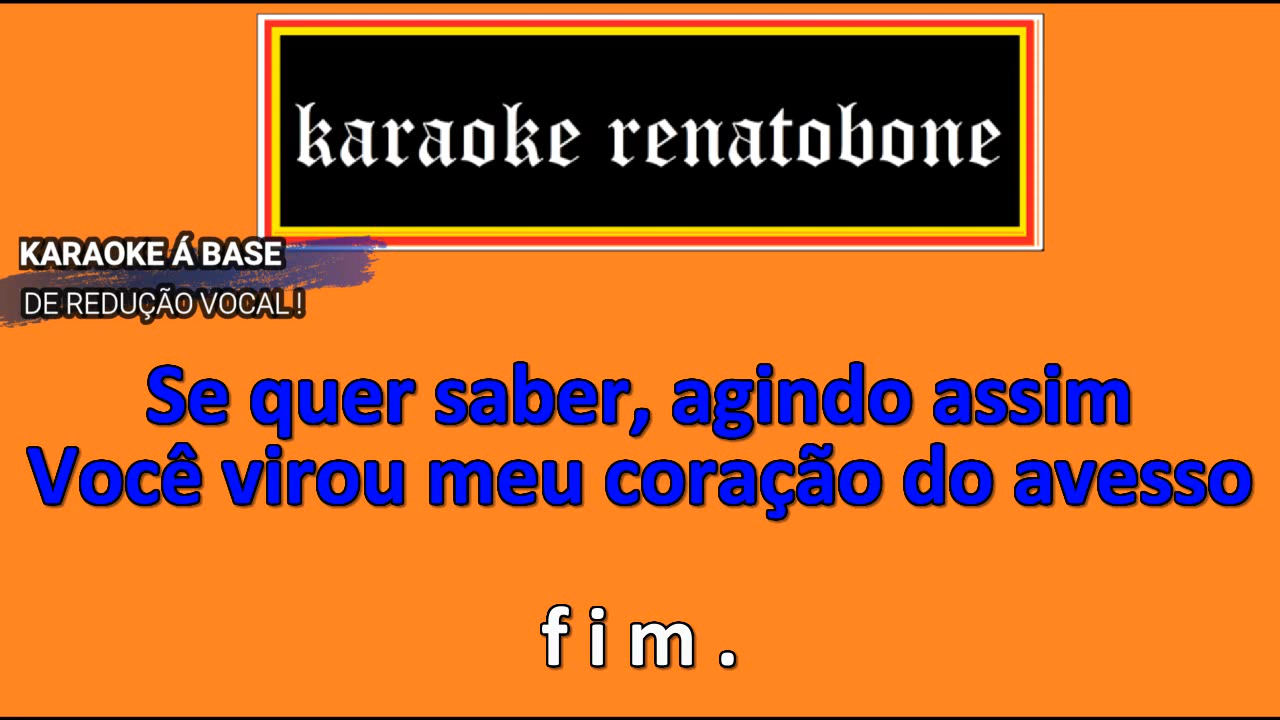 karaoke renatobone
KARAOKE Á BASE
DE REDUÇÃO VOCAL !
Se quer saber, agindo assim
Você virou meu coração do avesso
f i m .